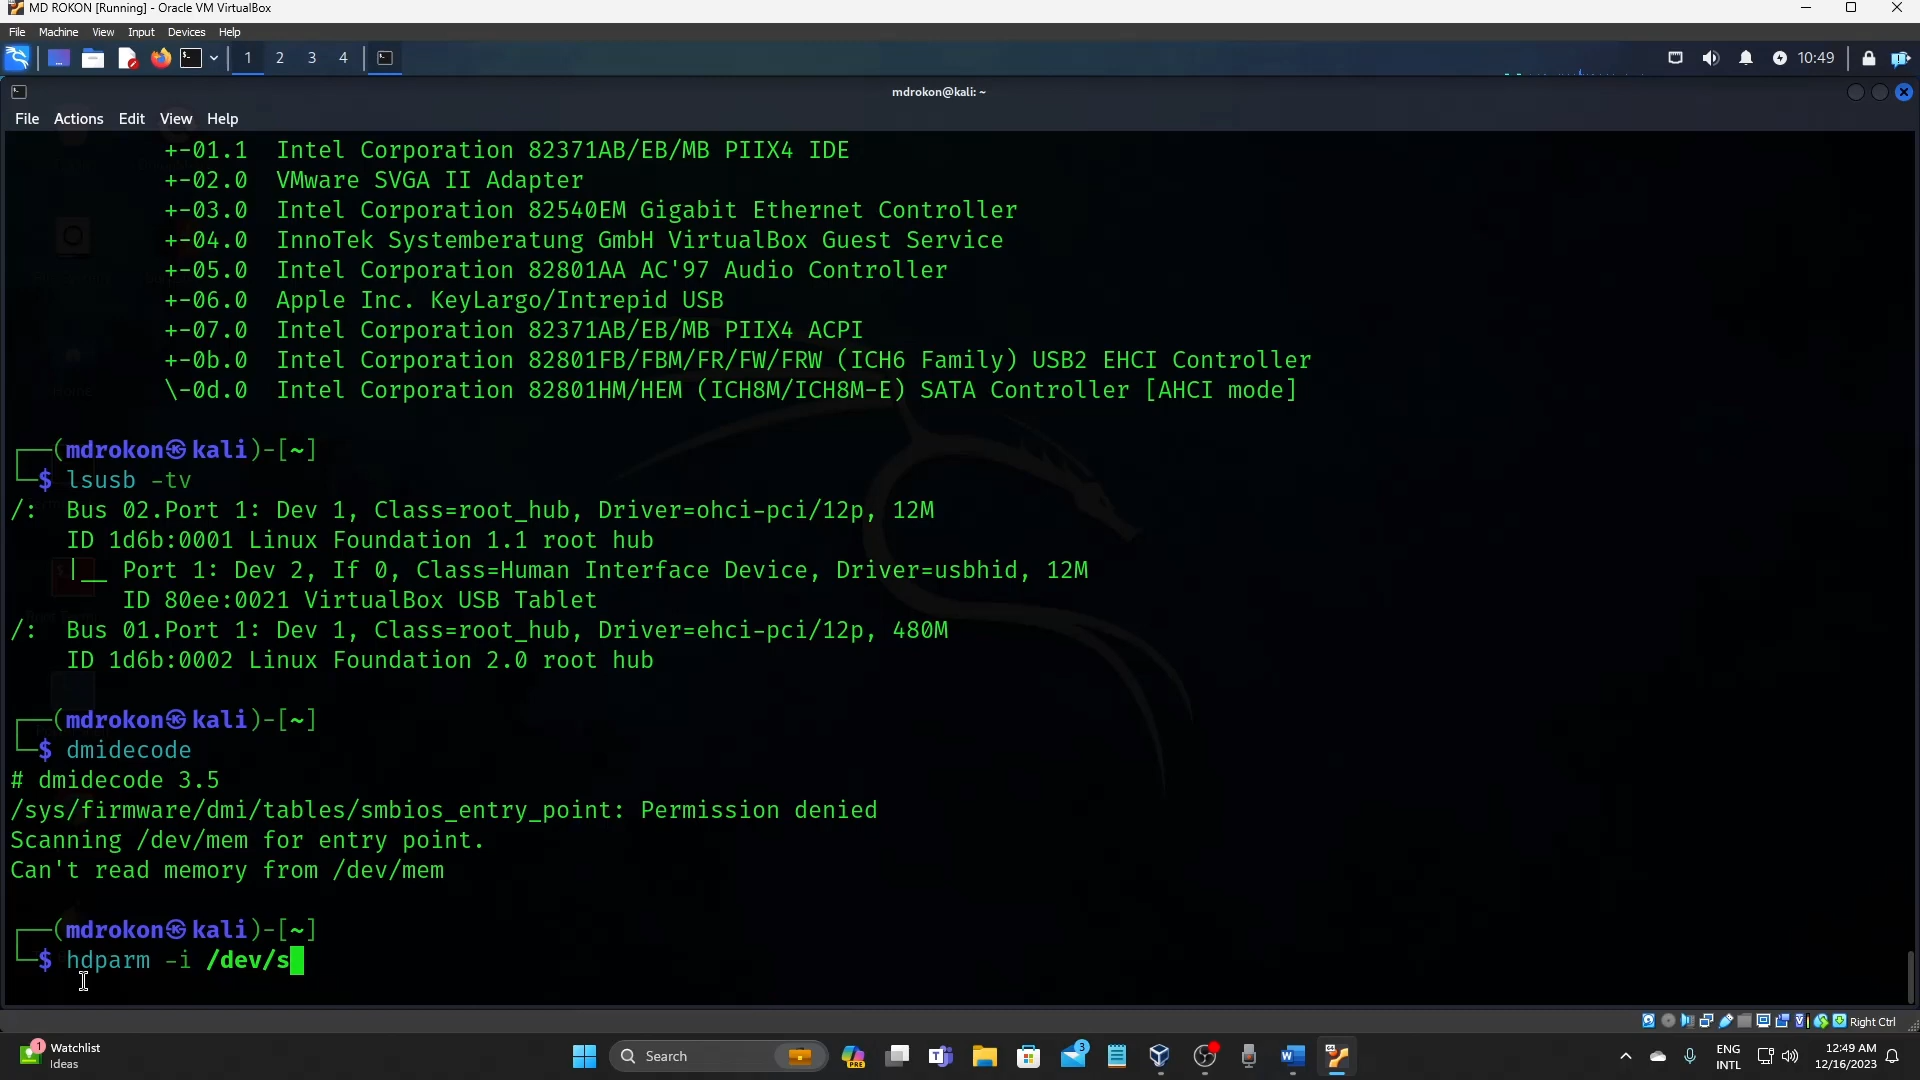 MD ROKON [Running] - Oracle VM VirtualBox
File Machine View Input Devices Help
1 2 3 4 10:49
mdrokon@kali: ~
File Actions Edit View Help
+-01.1 Intel Corporation 82371AB/EB/MB PIIX4 IDE
+-02.0 VMware SVGA II Adapter
+-03.0 Intel Corporation 82540EM Gigabit Ethernet Controller
+-04.0 InnoTek Systemberatung GmbH VirtualBox Guest Service
+-05.0 Intel Corporation 82801AA AC'97 Audio Controller
+-06.0 Apple Inc. KeyLargo/Intrepid USB
+-07.0 Intel Corporation 82371AB/EB/MB PIIX4 ACPI
+-0b.0 Intel Corporation 82801FB/FBM/FR/FW/FRW (ICH6 Family) USB2 EHCI Controller
\-0d.0 Intel Corporation 82801HM/HEM (ICH8M/ICH8M-E) SATA Controller [AHCI mode]
┌──(mdrokon㉿kali)-[~]
└─$ lsusb -tv
/: Bus 02.Port 1: Dev 1, Class=root_hub, Driver=ohci-pci/12p, 12M
ID 1d6b:0001 Linux Foundation 1.1 root hub
|__ Port 1: Dev 2, If 0, Class=Human Interface Device, Driver=usbhid, 12M
ID 80ee:0021 VirtualBox USB Tablet
/: Bus 01.Port 1: Dev 1, Class=root_hub, Driver=ehci-pci/12p, 480M
ID 1d6b:0002 Linux Foundation 2.0 root hub
┌──(mdrokon㉿kali)-[~]
└─$ dmidecode
# dmidecode 3.5
/sys/firmware/dmi/tables/smbios_entry_point: Permission denied
Scanning /dev/mem for entry point.
Can't read memory from /dev/mem
┌──(mdrokon㉿kali)-[~]
└─$ hdparm -i /dev/s
Right Ctrl
1 Watchlist
Ideas
Search
PRE
3
ENG
INTL
12:49 AM
12/16/2023